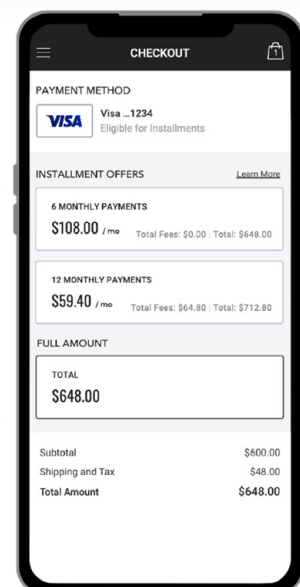 CHECKOUT
1
PAYMENT METHOD
VISA
Visa ...1234
Eligible for Installments
INSTALLMENT OFFERS Learn More
6 MONTHLY PAYMENTS
$108.00 / mo Total Fees: $0.00 | Total: $648.00
12 MONTHLY PAYMENTS
$59.40 / mo Total Fees: $64.80 | Total: $712.80
FULL AMOUNT
TOTAL
$648.00
Subtotal $600.00
Shipping and Tax $48.00
Total Amount $648.00